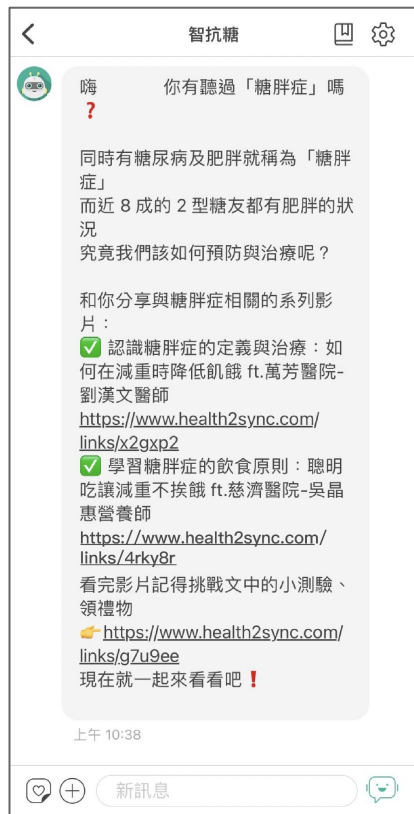 智抗糖
嗨 你有聽過「糖胖症」嗎
❓
同時有糖尿病及肥胖就稱為「糖胖
症」
而近 8 成的 2 型糖友都有肥胖的狀
況
究竟我們該如何預防與治療呢？
和你分享與糖胖症相關的系列影
片：
✅ 認識糖胖症的定義與治療：如
何在減重時降低飢餓 ft.萬芳醫院-
劉漢文醫師
https://www.health2sync.com/
links/x2gxp2
✅ 學習糖胖症的飲食原則：聰明
吃讓減重不挨餓 ft.慈濟醫院-吳晶
惠營養師
https://www.health2sync.com/
links/4rky8r
看完影片記得挑戰文中的小測驗、
領禮物
👉https://www.health2sync.com/
links/g7u9ee
現在就一起來看看吧❗
上午 10:38
新訊息